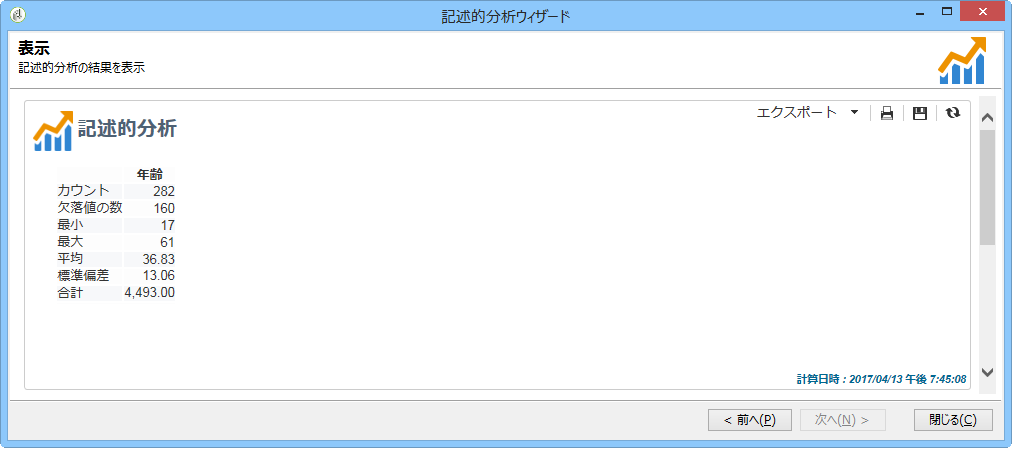 記述的分析ウィザード
表示
記述的分析の結果を表示
エクスポート
記述的分析
年齢
カウント 282
欠落値の数 160
最小 17
最大 61
平均 36.83
標準偏差 13.06
合計 4,493.00
計算日時 : 2017/04/13 午後 7:45:08
< 前へ(P) 次へ(N) > 閉じる(C)